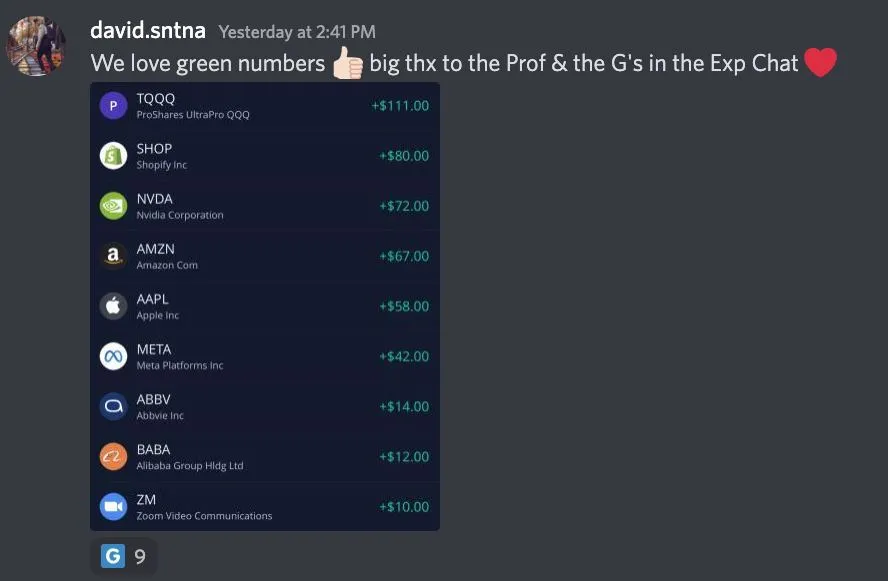 david.sntna Yesterday at 2:41 PM
We love green numbers 👍🏻 big thx to the Prof & the G's in the Exp Chat ❤️
P TQQQ +$111.00
ProShares UltraPro QQQ
SHOP +$80.00
Shopify Inc
NVDA +$72.00
Nvidia Corporation
a AMZN +$67.00
Amazon Com
AAPL +$58.00
Apple Inc
META +$42.00
Meta Platforms Inc
ABBV +$14.00
Abbvie Inc
BABA +$12.00
Alibaba Group Hldg Ltd
ZM +$10.00
Zoom Video Communications
G 9